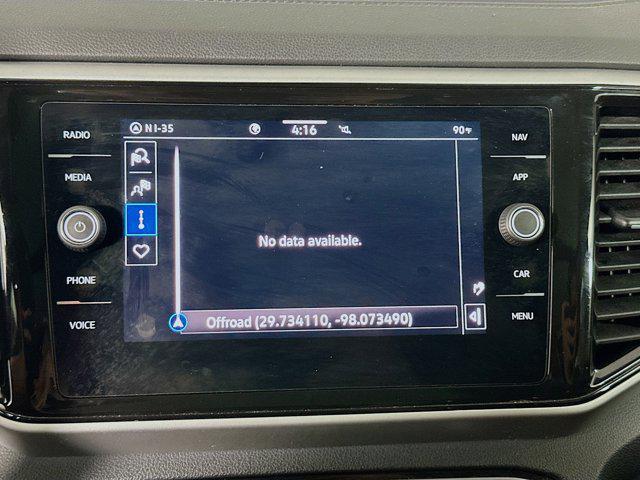 N I-35
4:16
90°F
RADIO
MEDIA
PHONE
VOICE
No data available.
Offroad (29.734110, -98.073490)
NAV
APP
CAR
MENU